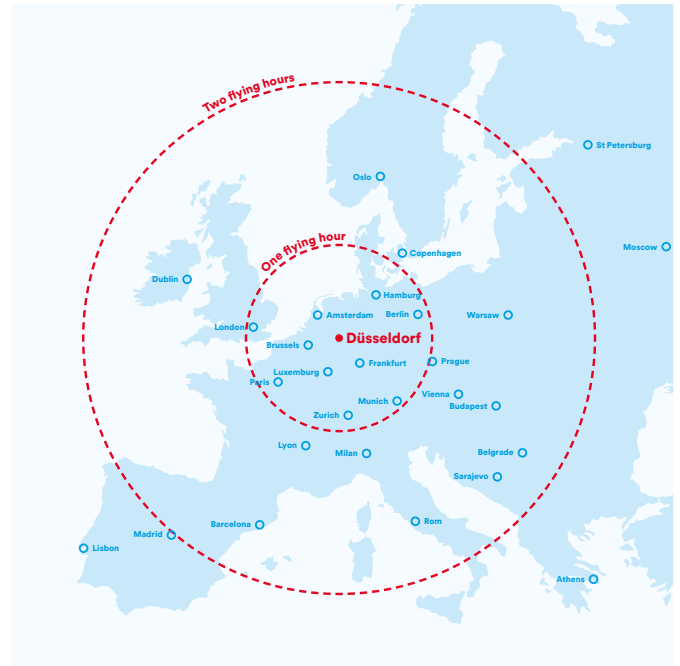 Two flying hours
St Petersburg
Oslo
One flying hour
Moscow
Copenhagen
Dublin
Hamburg
Amsterdam
Berlin
Warsaw
London
Düsseldorf
Brussels
Prague
Frankfurt
Luxemburg
Paris
Vienna
Munich
Budapest
Zurich
Lyon
Milan
Belgrade
Sarajevo
Rom
Barcelona
Madrid
Lisbon
Athens